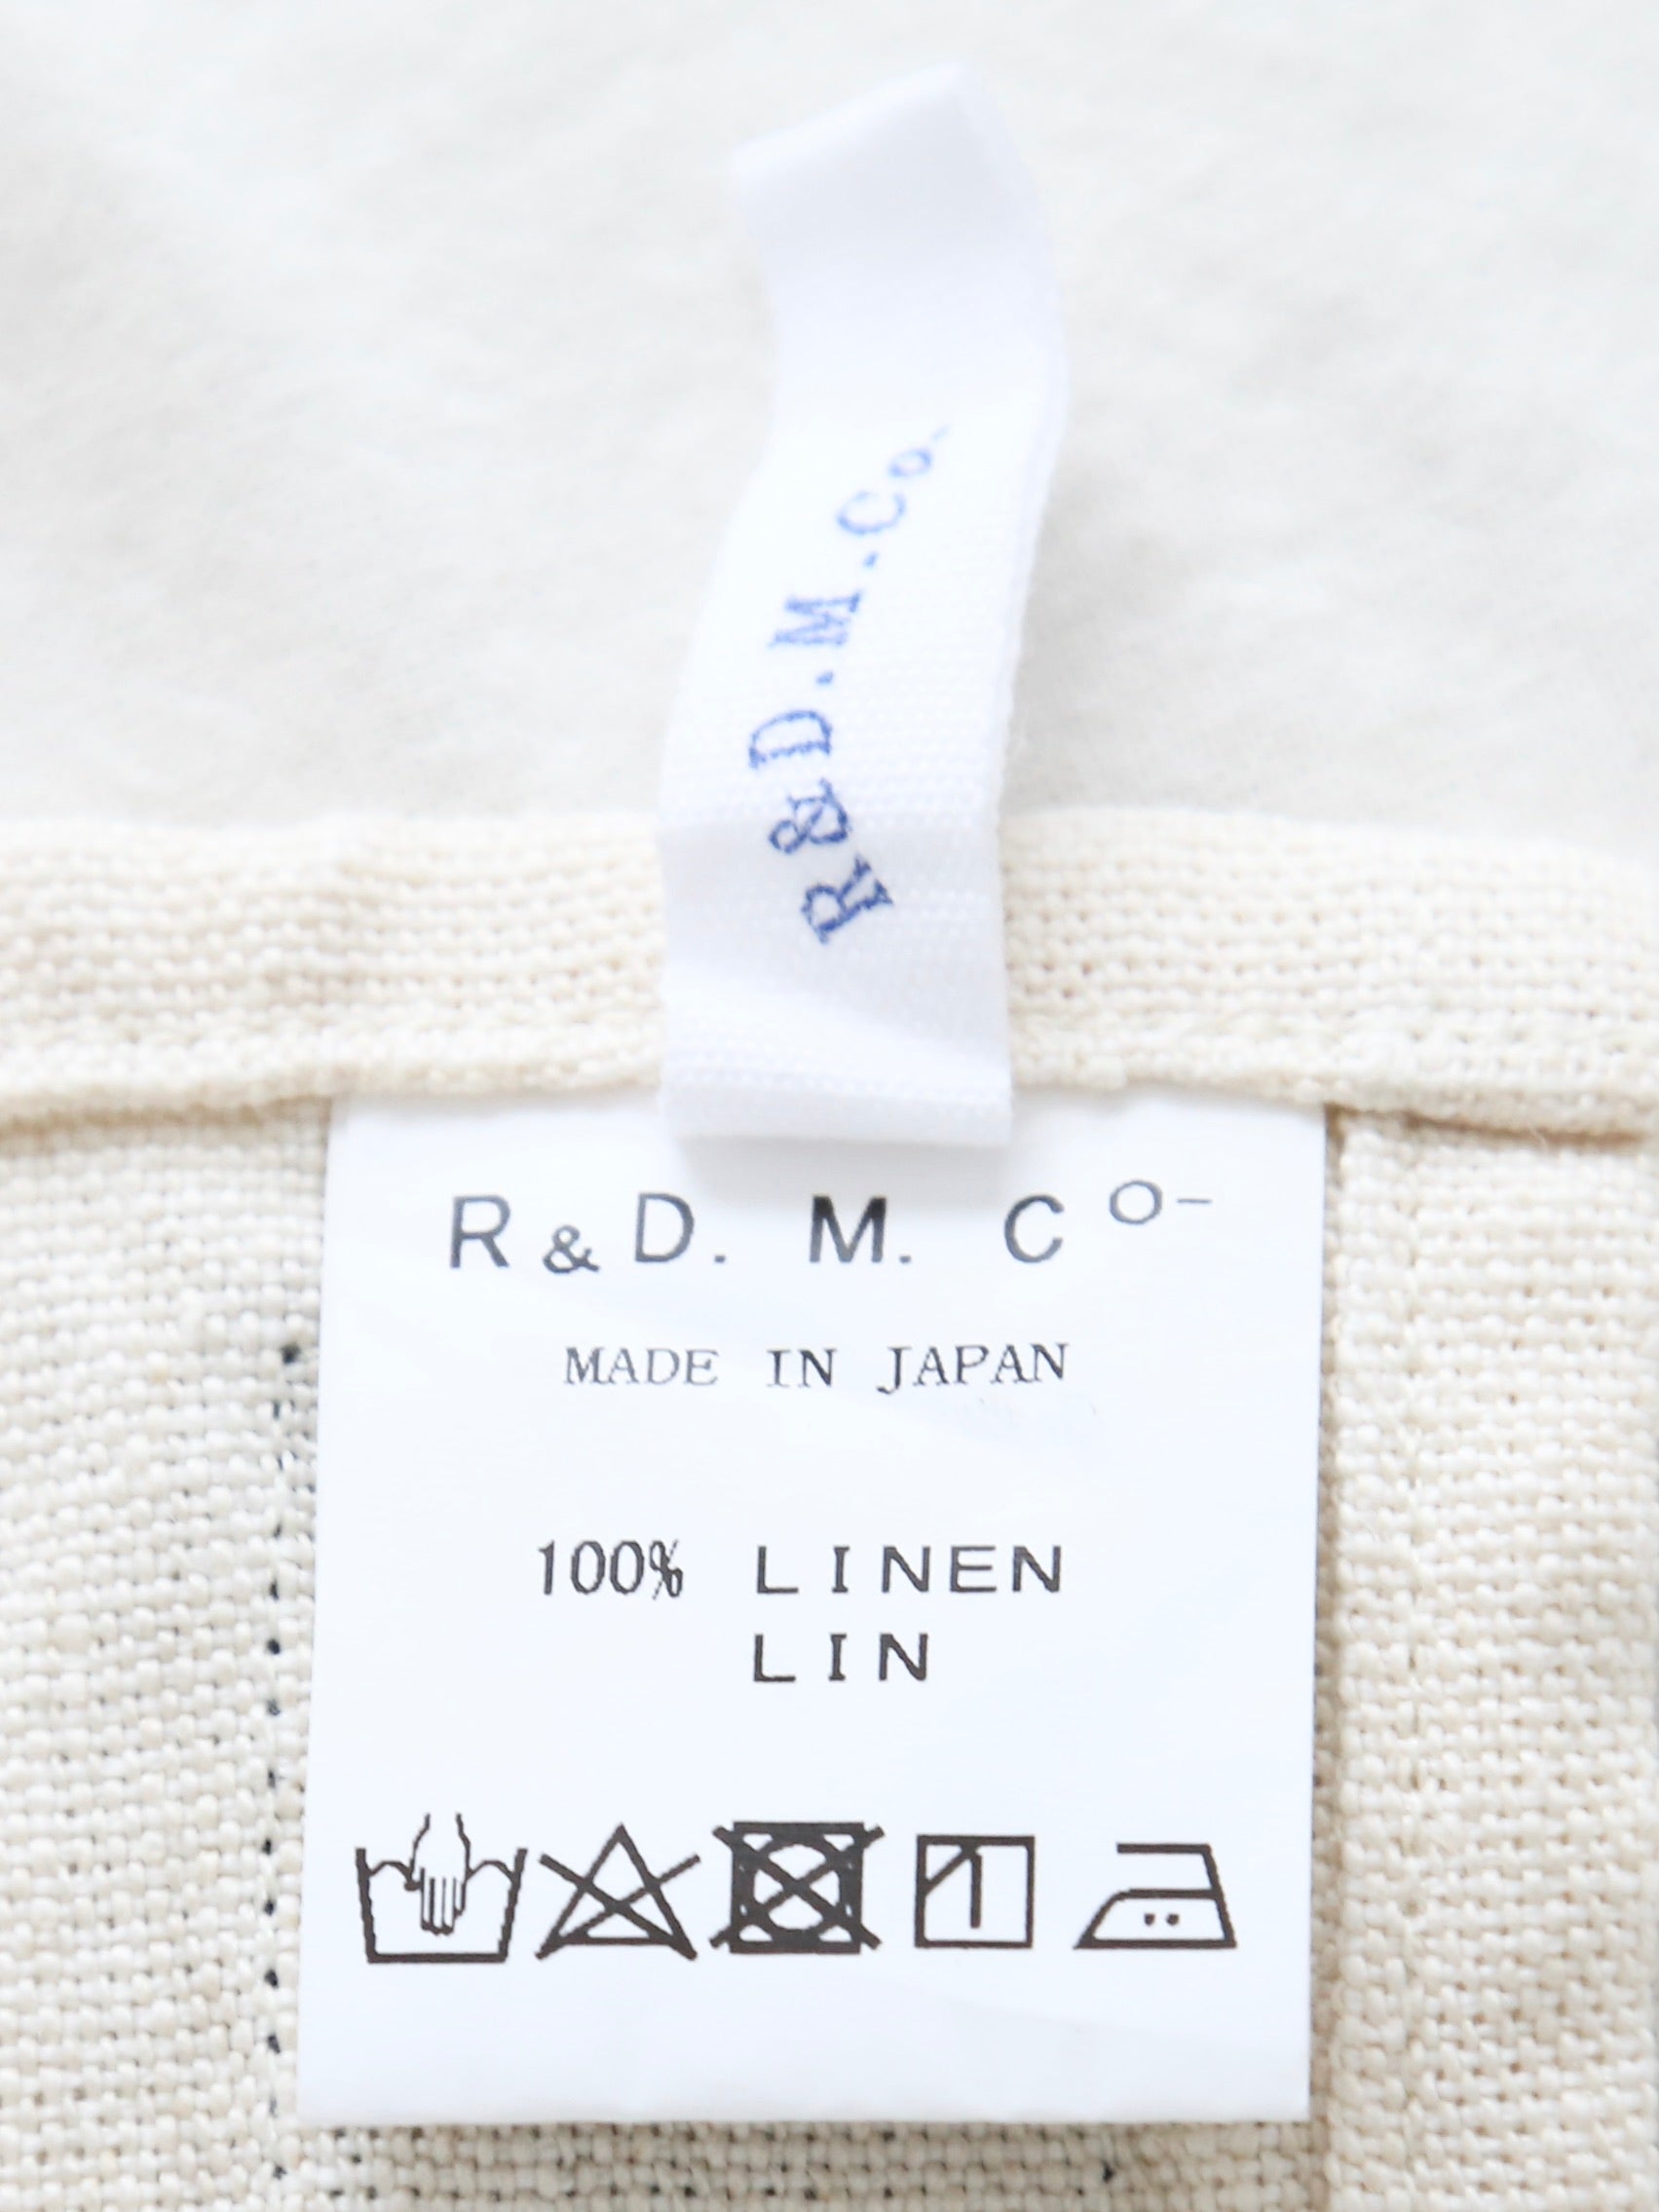 R&D.M.Co.
R&D. M. CO-
MADE IN JAPAN
100% LINEN
LIN